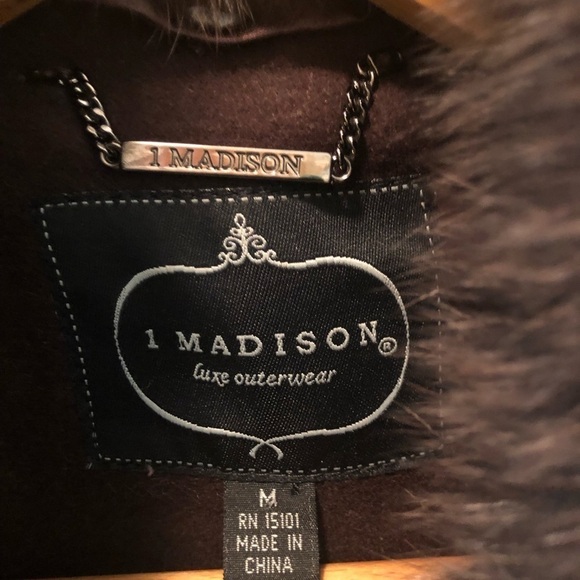 1 MADISON
1 MADISON®
luxe outerwear
M
RN 15101
MADE IN
CHINA